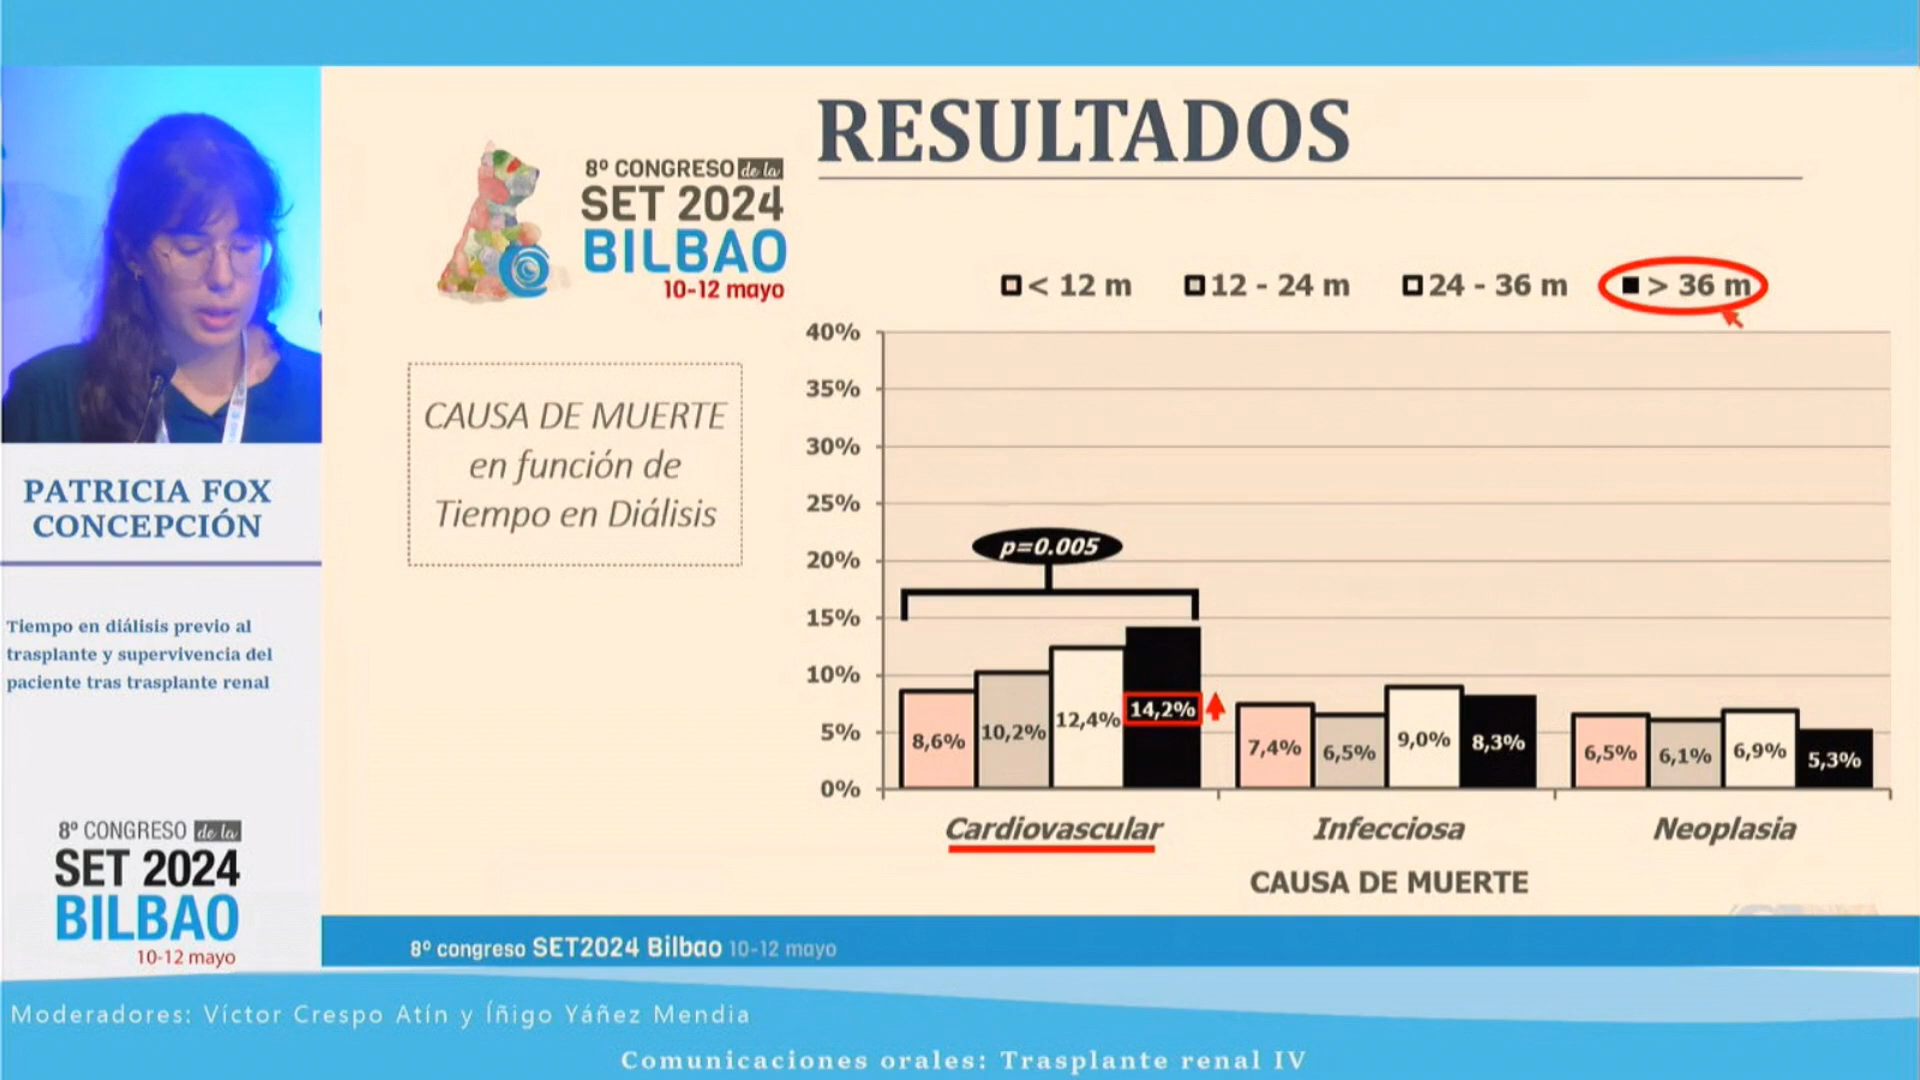 RESULTADOS
8º CONGRESO de la
SET 2024
BILBAO
10-12 mayo
< 12 m
12 - 24 m
24 - 36 m
> 36 m
CAUSA DE MUERTE
en función de
Tiempo en Diálisis
40%
35%
30%
25%
20%
15%
10%
5%
0%
p=0.005
8,6%
10,2%
12,4%
14,2%
7,4%
6,5%
9,0%
8,3%
6,5%
6,1%
6,9%
5,3%
Cardiovascular
Infecciosa
Neoplasia
CAUSA DE MUERTE
PATRICIA FOX
CONCEPCIÓN
Tiempo en diálisis previo al
trasplante y supervivencia del
paciente tras trasplante renal
8º CONGRESO de la
SET 2024
BILBAO
10-12 mayo
8º congreso SET2024 Bilbao 10-12 mayo
Moderadores: Víctor Crespo Atín y Íñigo Yáñez Mendia
Comunicaciones orales: Trasplante renal IV